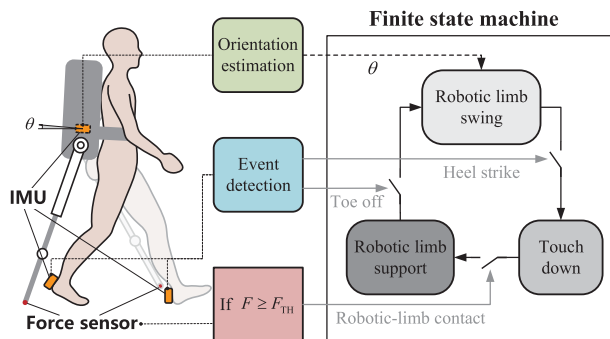 Finite state machine
Orientation
estimation
θ
Robotic limb
swing
θ
Event
detection
Heel strike
Toe off
IMU
Robotic limb
support
Touch
down
If F ≥ F_TH
Force sensor
Robotic-limb contact